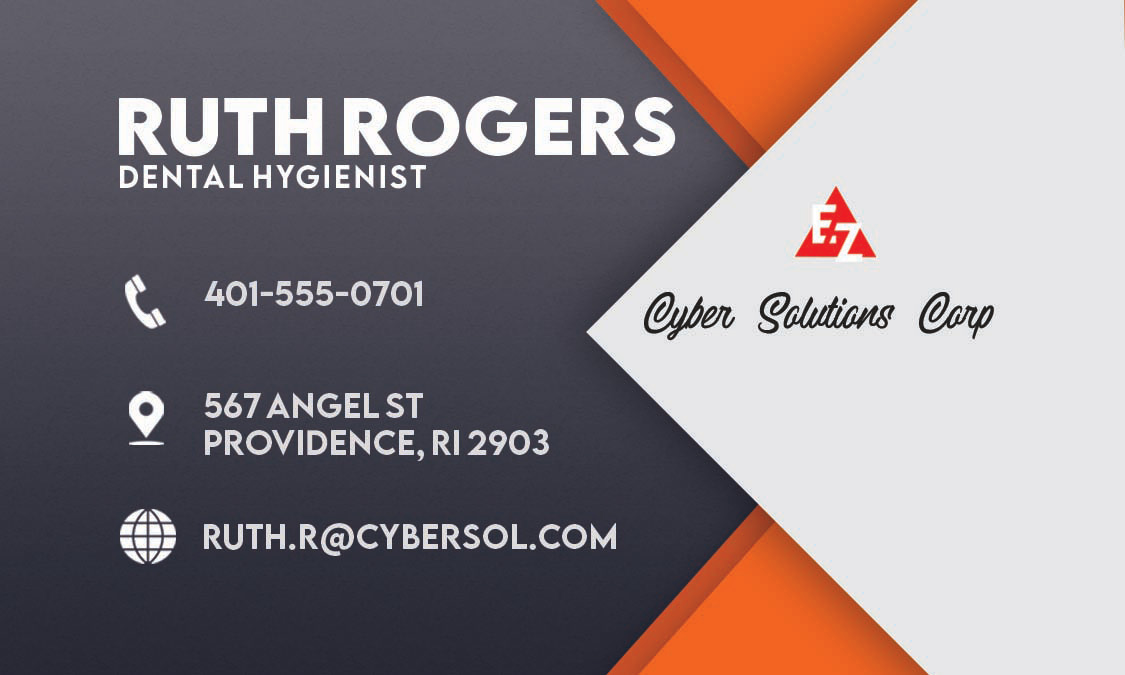 RUTH ROGERS
DENTAL HYGIENIST
401-555-0701
567 ANGEL ST
PROVIDENCE, RI 2903
RUTH.R@CYBERSOL.COM
E.Z
Cyber Solutions Corp